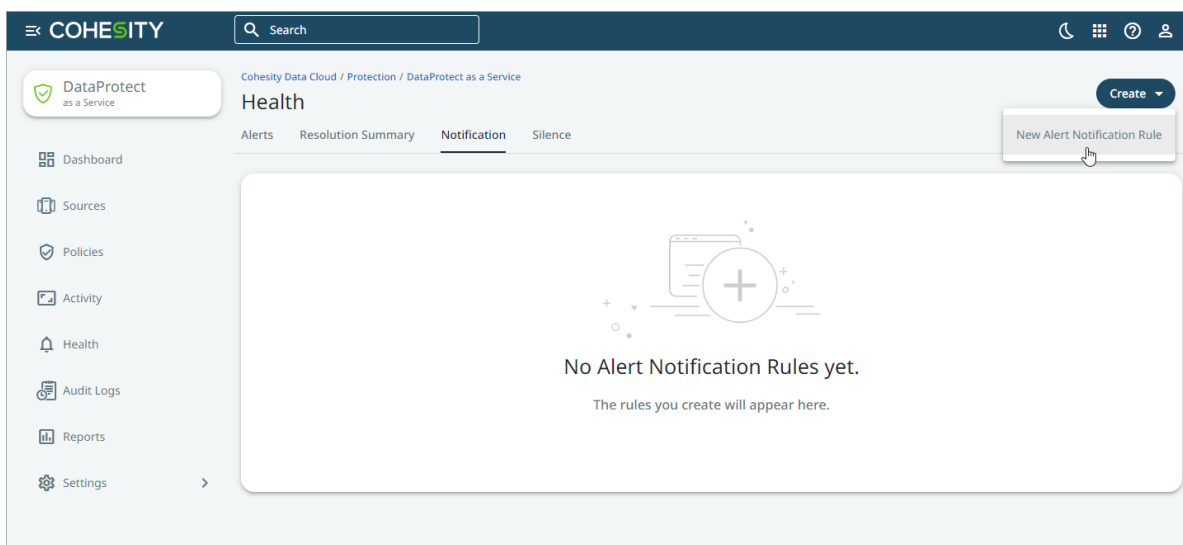 COHESITY
Search
DataProtect
as a Service
Cohesity Data Cloud / Protection / DataProtect as a Service
Health
Create
Alerts Resolution Summary Notification Silence
New Alert Notification Rule
Dashboard
Sources
Policies
Activity
Health
Audit Logs
Reports
Settings
No Alert Notification Rules yet.
The rules you create will appear here.